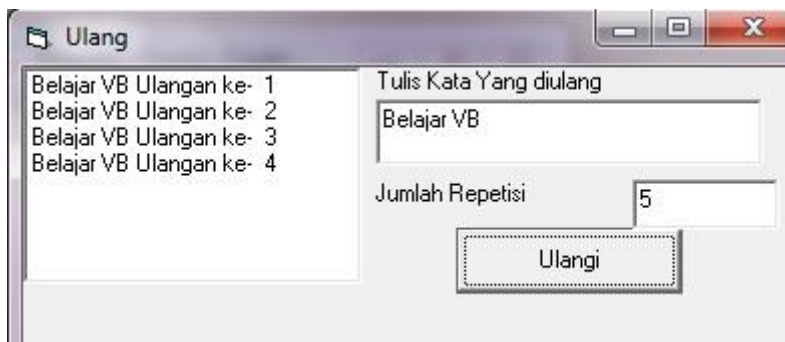 Ulang
Belajar VB Ulangan ke-  1
Belajar VB Ulangan ke-  2
Belajar VB Ulangan ke-  3
Belajar VB Ulangan ke-  4
Tulis Kata Yang diulang
Belajar VB
Jumlah Repetisi
5
Ulangi